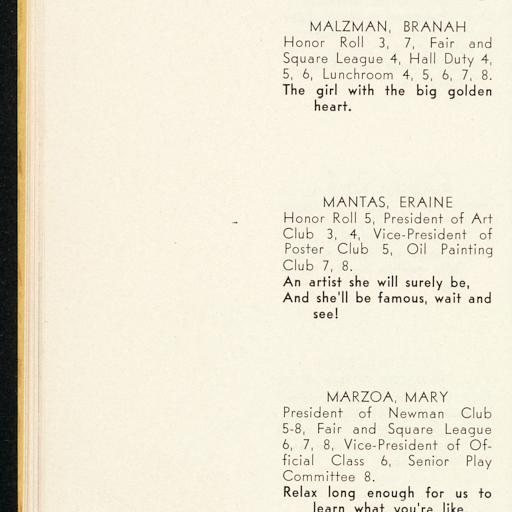 MALZMAN, BRANAH
Honor Roll 3, 7, Fair and
Square League 4, Hall Duty 4,
5, 6, Lunchroom 4, 5, 6, 7, 8.
The girl with the big golden
heart.
MANTAS, ERAINE
Honor Roll 5, President of Art
Club 3, 4, Vice-President of
Poster Club 5, Oil Painting
Club 7, 8.
An artist she will surely be,
And she'll be famous, wait and
see!
MARZOA, MARY
President of Newman Club
5-8, Fair and Square League
6, 7, 8, Vice-President of Of-
ficial Class 6, Senior Play
Committee 8.
Relax long enough for us to
learn what you're like